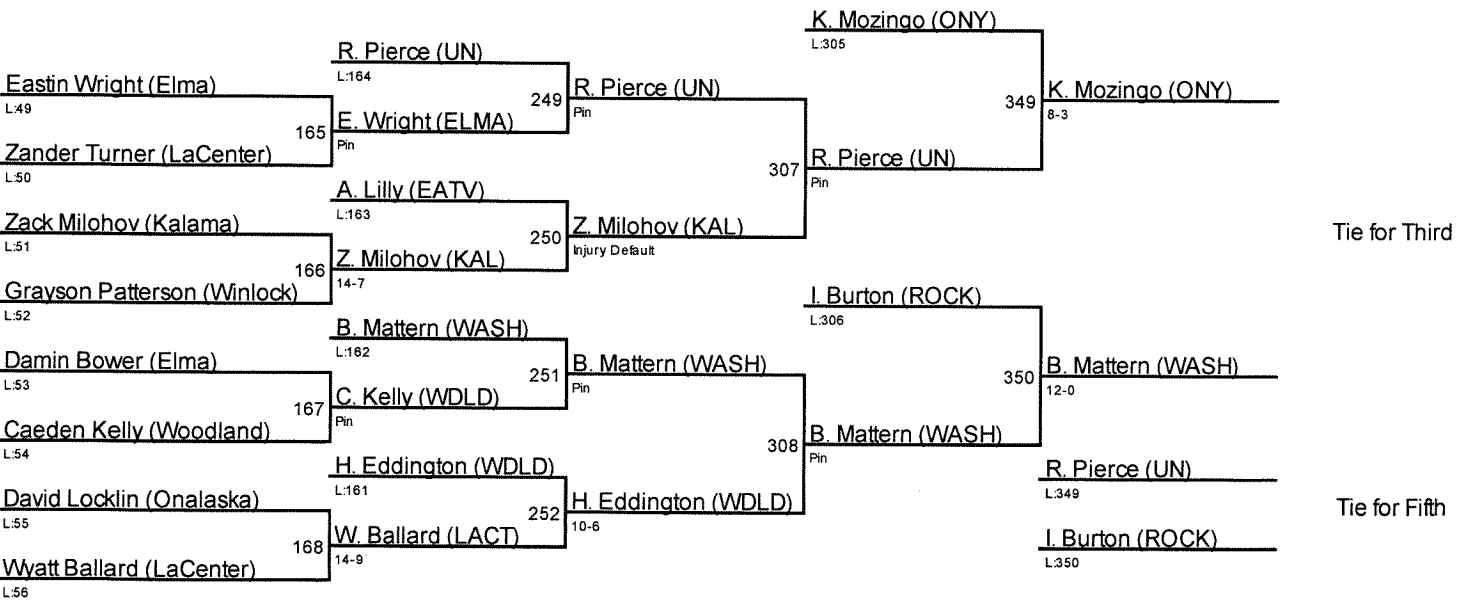 Eastin Wright (Elma)
L:49
165
Zander Turner (LaCenter)
L:50
Zack Milohov (Kalama)
L:51
166
Grayson Patterson (Winlock)
L:52
Damin Bower (Elma)
L:53
167
Caeden Kelly (Woodland)
L:54
David Locklin (Onalaska)
L:55
168
Wyatt Ballard (LaCenter)
L:56
R. Pierce (UN)
L:164
249
E. Wright (ELMA)
Pin
A. Lilly (EATV)
L:163
250
Z. Milohov (KAL)
14-7
B. Mattern (WASH)
L:162
251
C. Kelly (WDLD)
Pin
H. Eddington (WDLD)
L:161
252
W. Ballard (LACT)
14-9
R. Pierce (UN)
Pin
307
Z. Milohov (KAL)
Injury Default
B. Mattern (WASH)
Pin
308
H. Eddington (WDLD)
10-6
K. Mozingo (ONY)
L:305
349
R. Pierce (UN)
Pin
I. Burton (ROCK)
L:306
350
B. Mattern (WASH)
Pin
K. Mozingo (ONY)
8-3
Tie for Third
B. Mattern (WASH)
12-0
R. Pierce (UN)
L:349
Tie for Fifth
I. Burton (ROCK)
L:350